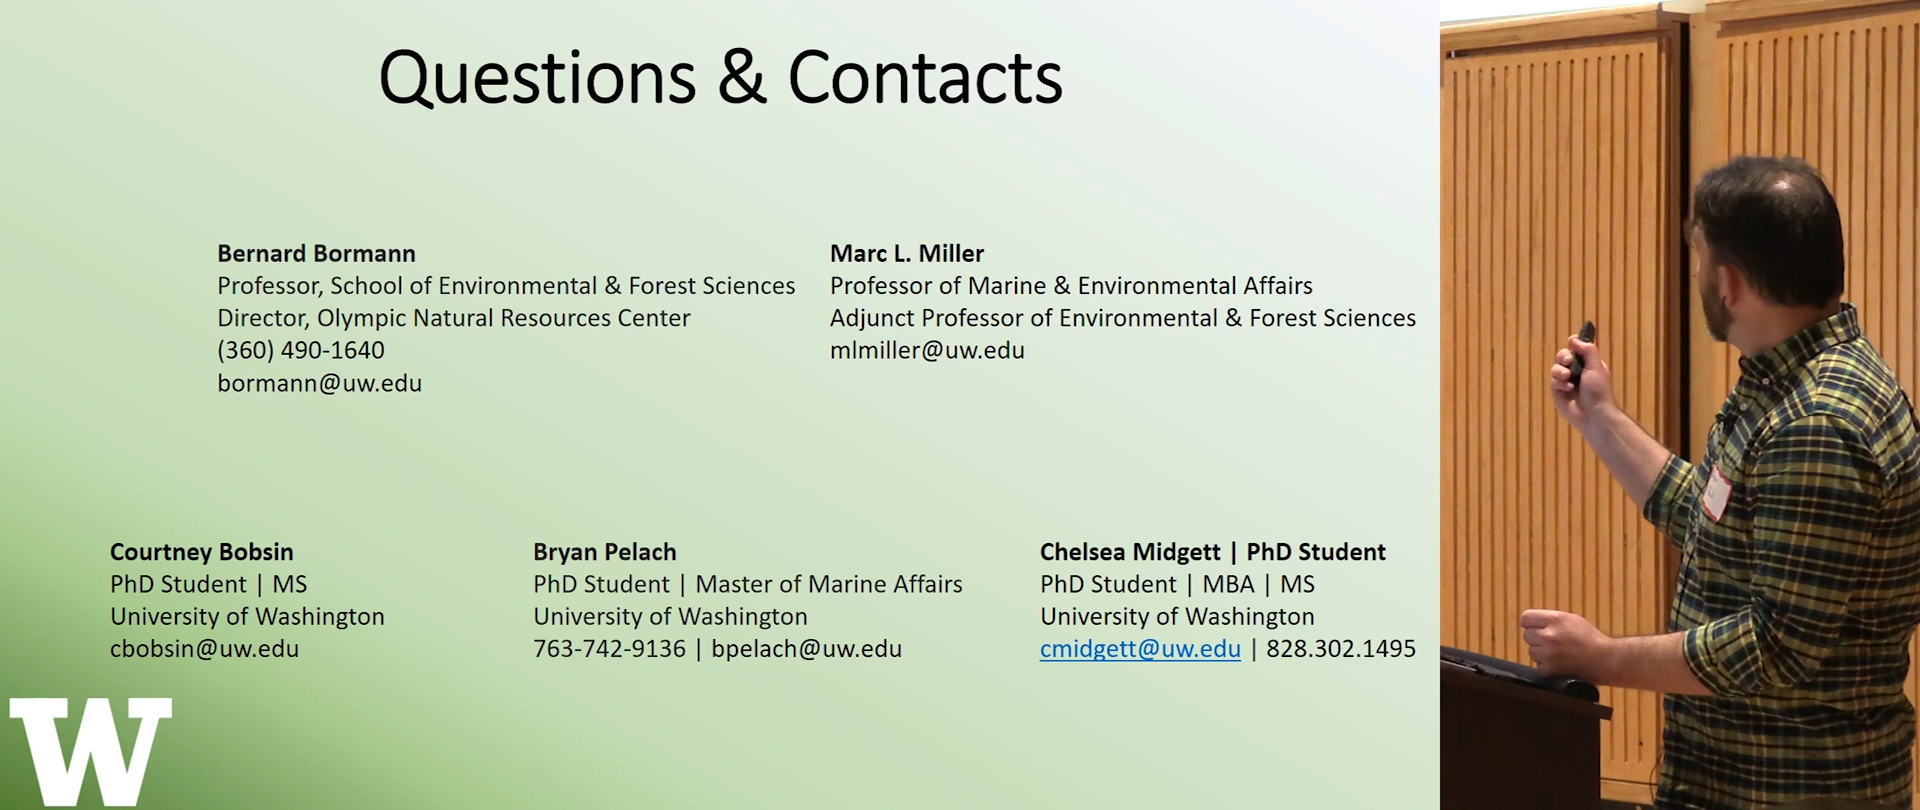 Questions & Contacts
Bernard Bormann
Professor, School of Environmental & Forest Sciences
Director, Olympic Natural Resources Center
(360) 490-1640
bormann@uw.edu
Marc L. Miller
Professor of Marine & Environmental Affairs
Adjunct Professor of Environmental & Forest Sciences
mlmiller@uw.edu
Courtney Bobsin
PhD Student | MS
University of Washington
cbobsin@uw.edu
Bryan Pelach
PhD Student | Master of Marine Affairs
University of Washington
763-742-9136 | bpelach@uw.edu
Chelsea Midgett | PhD Student
PhD Student | MBA | MS
University of Washington
cmidgett@uw.edu | 828.302.1495
W